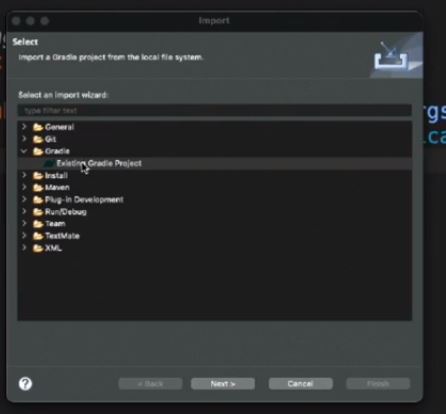 Import
Select
Import a Gradle project from the local file system.
Select an import wizard:
type filter text
General
Git
Gradle
Existing Gradle Project
Install
Maven
Plug-in Development
Run/Debug
Team
TextMate
XML
rgs
ca
?
< Back
Next >
Cancel
Finish